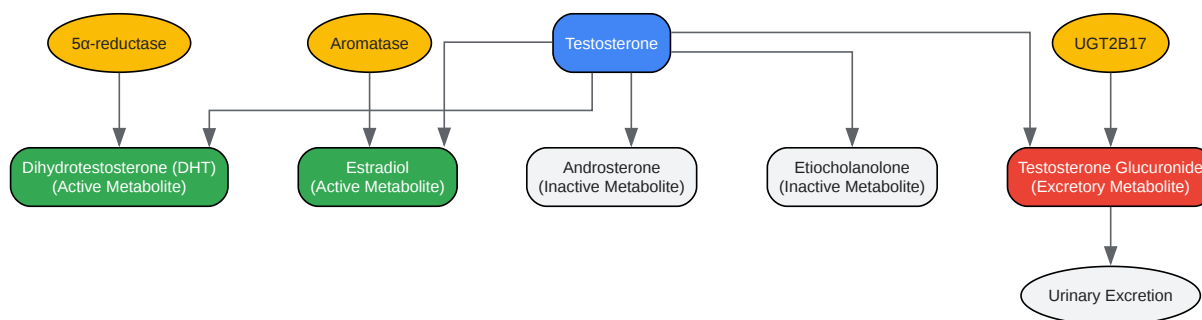 5α-reductase
Aromatase
Testosterone
UGT2B17
Dihydrotestosterone (DHT)
(Active Metabolite)
Estradiol
(Active Metabolite)
Androsterone
(Inactive Metabolite)
Etiocholanolone
(Inactive Metabolite)
Testosterone Glucuronide
(Excretory Metabolite)
Urinary Excretion